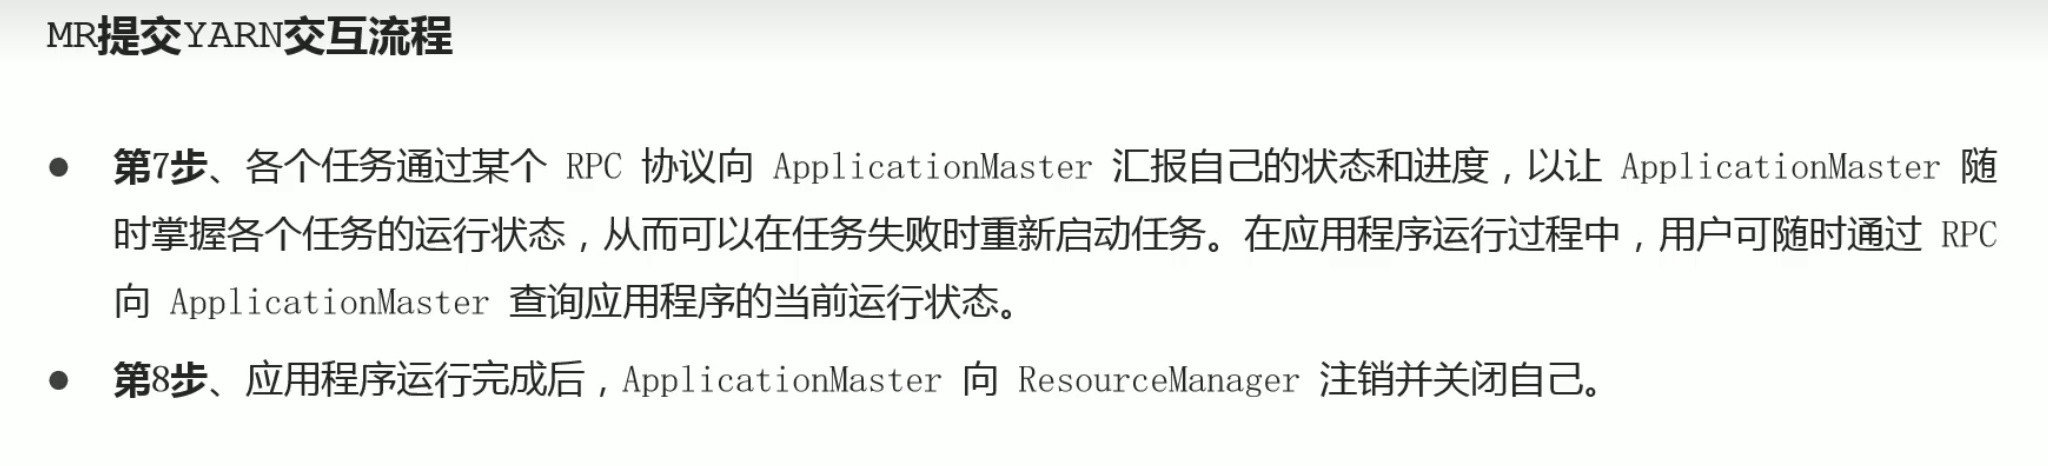 MR提交YARN交互流程
● 第7步、各个任务通过某个 RPC 协议向 ApplicationMaster 汇报自己的状态和进度，以让 ApplicationMaster 随
时掌握各个任务的运行状态，从而可以在任务失败时重新启动任务。在应用程序运行过程中，用户可随时通过 RPC
向 ApplicationMaster 查询应用程序的当前运行状态。
● 第8步、应用程序运行完成后，ApplicationMaster 向 ResourceManager 注销并关闭自己。